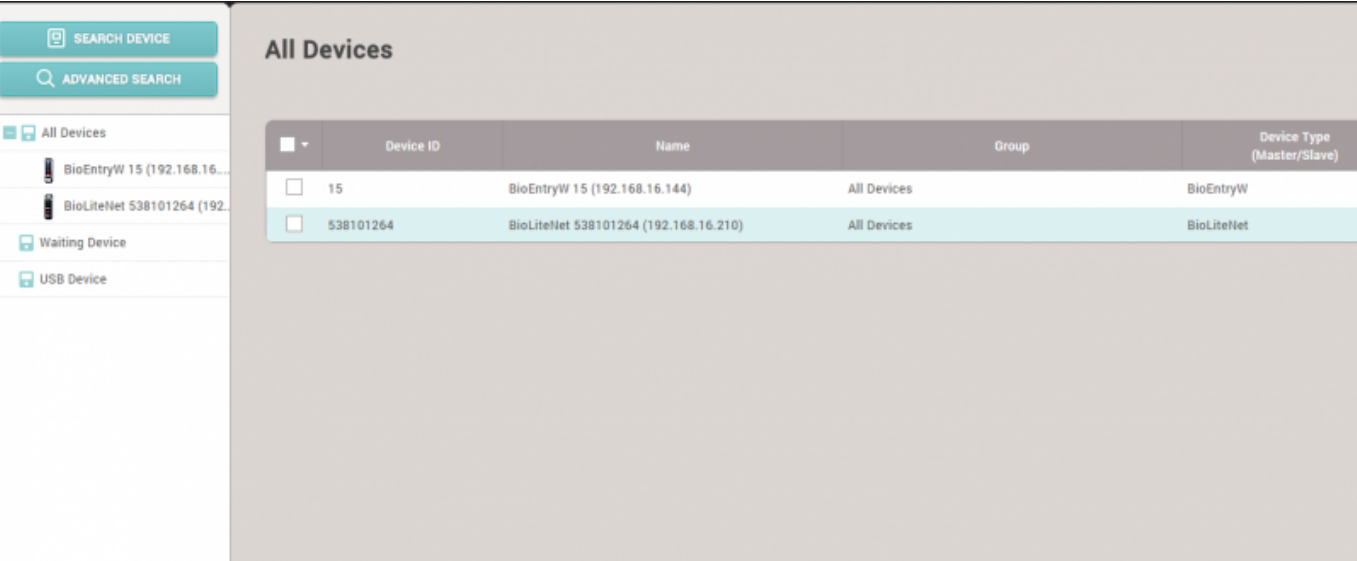 SEARCH DEVICE
ADVANCED SEARCH
All Devices
BioEntryW 15 (192.168.16....
BioLiteNet 538101264 (192..
Waiting Device
USB Device
All Devices
Device ID Name Group Device Type
(Master/Slave)
15 BioEntryW 15 (192.168.16.144) All Devices BioEntryW
538101264 BioLiteNet 538101264 (192.168.16.210) All Devices BioLiteNet